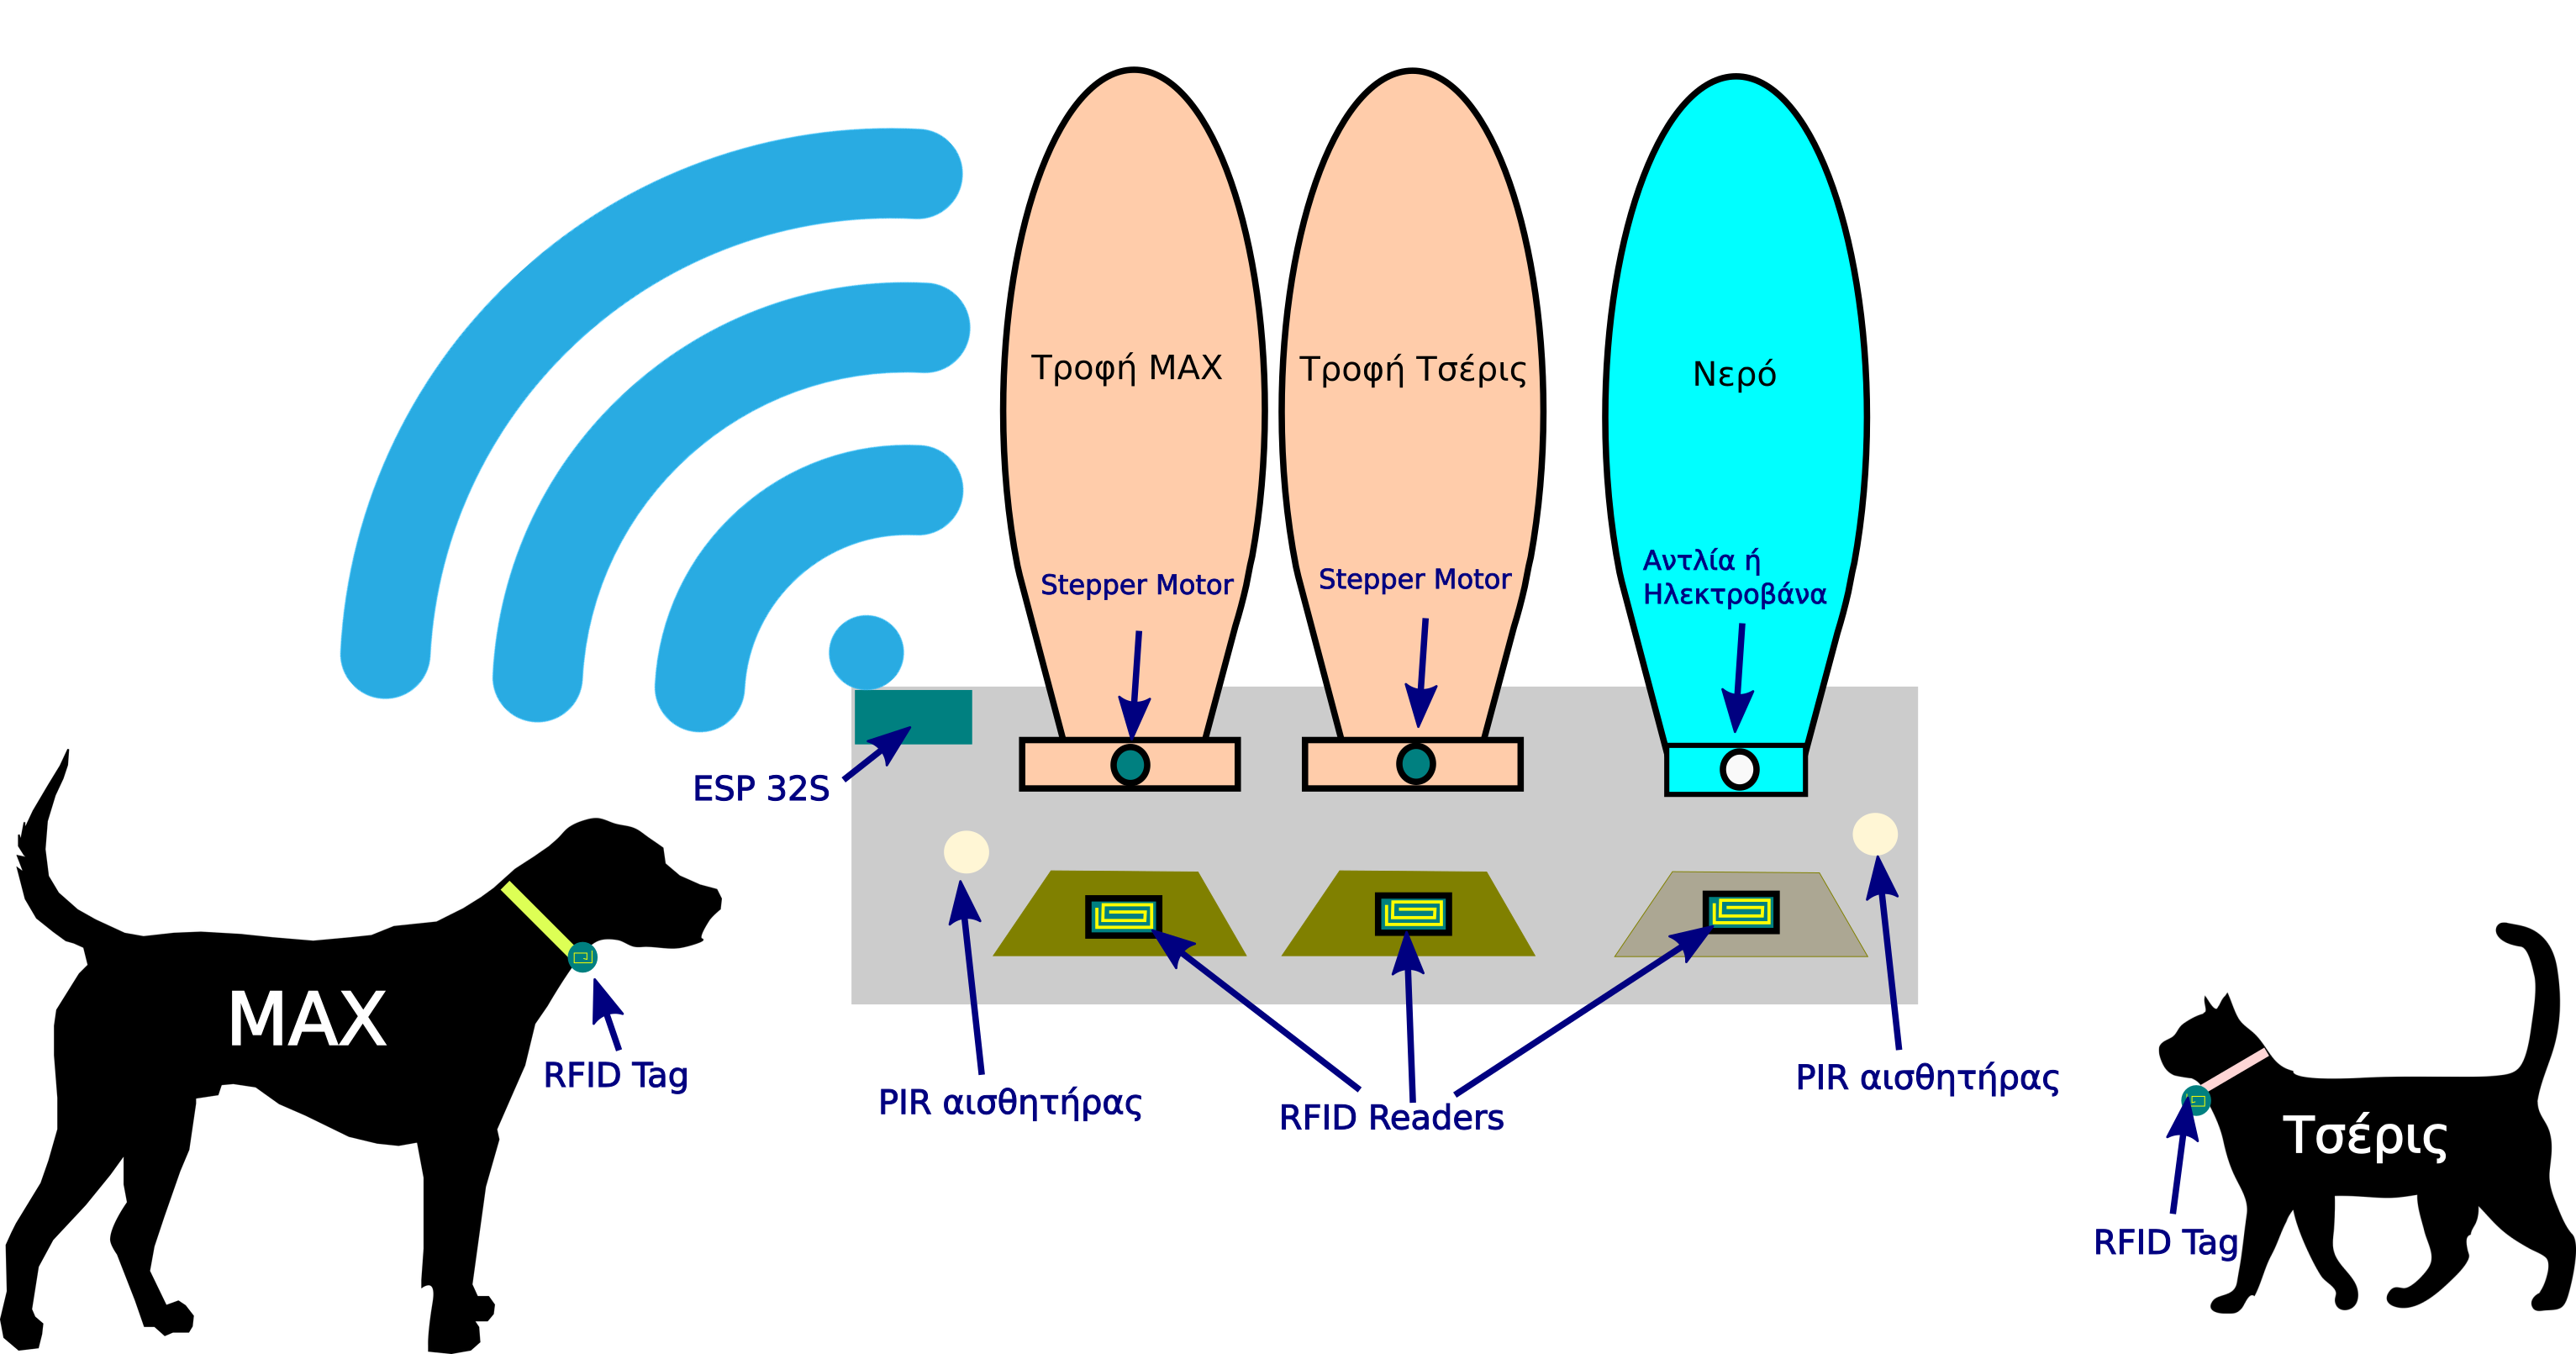 Τροφή MAX
Τροφή Τσέρις
Νερό
Stepper Motor
Stepper Motor
Αντλία ή
Ηλεκτροβάνα
ESP 32S
MAX
RFID Tag
PIR αισθητήρας
RFID Readers
PIR αισθητήρας
Τσέρις
RFID Tag